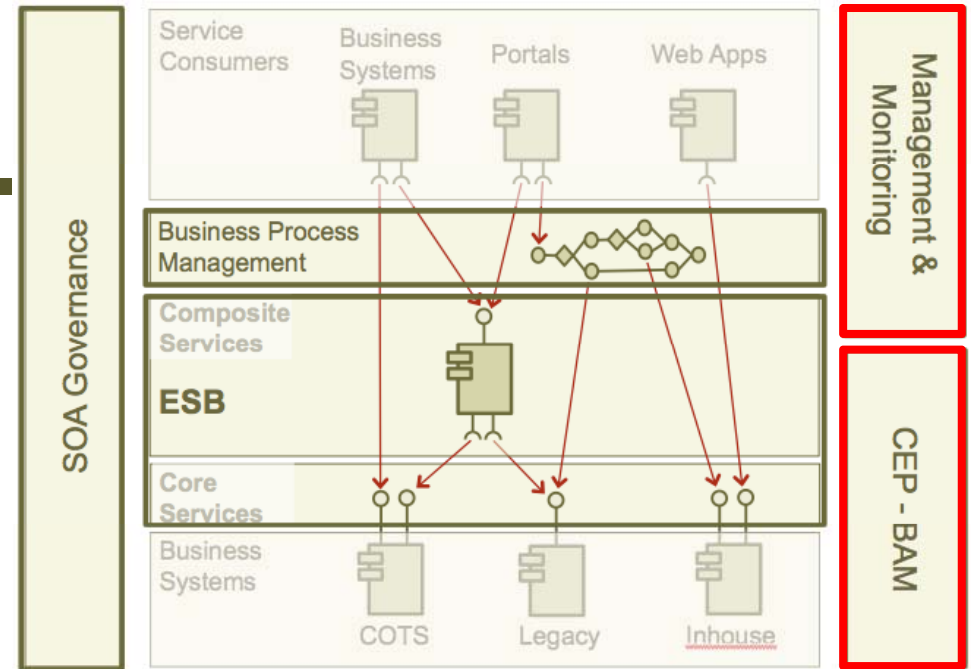 SOA Governance
Service
Consumers
Business
Systems
Portals
Web Apps
Business Process
Management
Composite
Services
ESB
Core
Services
Business
Systems
COTS
Legacy
Inhouse
Management &
Monitoring
CEP - BAM